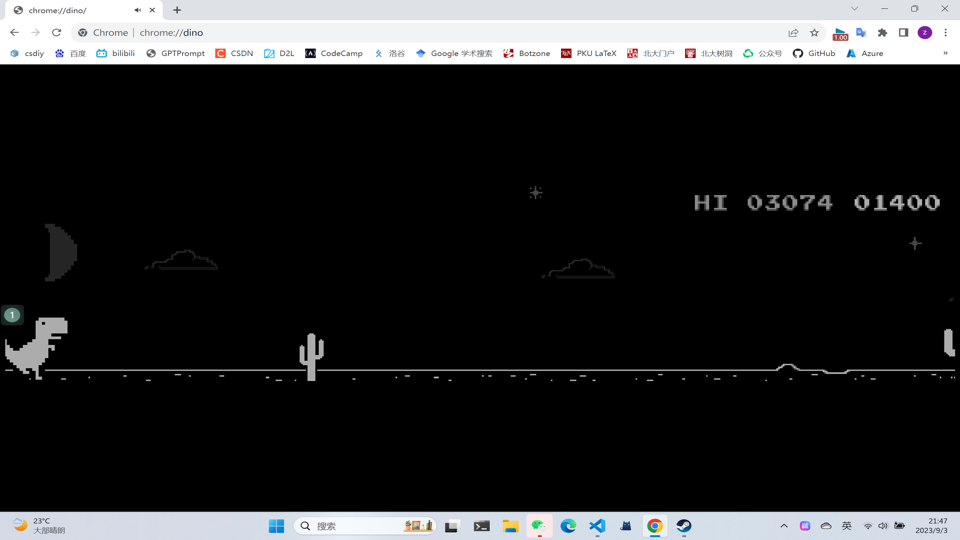 chrome://dino/
Chrome | chrome://dino
1.00
z
csdiy 百度 bilibili GPTPrompt CSDN D2L CodeCamp 洛谷 Google 学术搜索 Botzone PKU LaTeX 北大门户 北大树洞 公众号 GitHub Azure »
HI 03074 01400
1
23°C
大部晴朗
搜索
英
21:47
2023/9/3